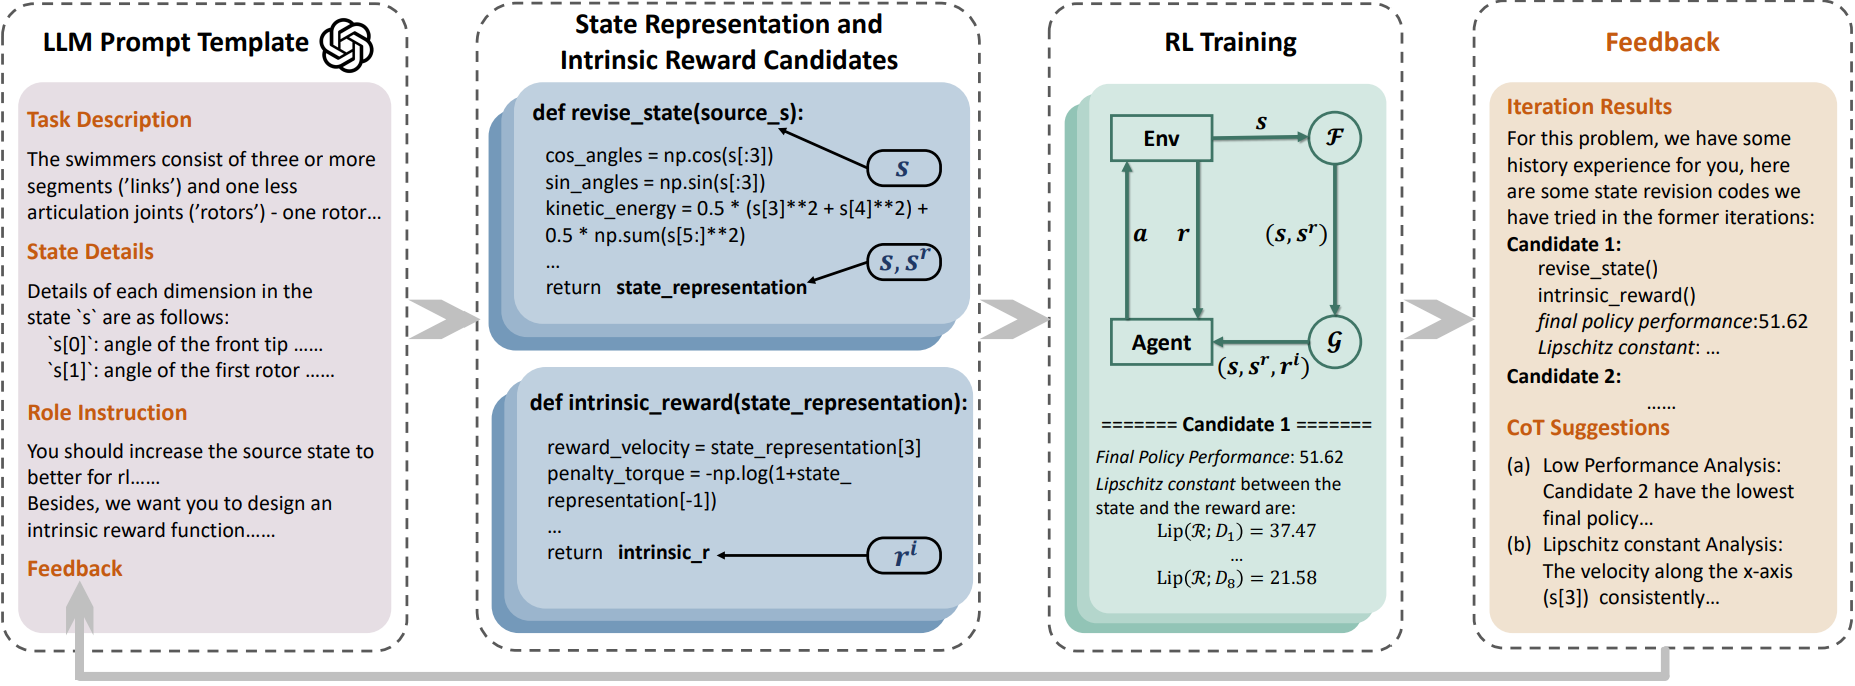 LLM Prompt Template
Task Description
The swimmers consist of three or more
segments ('links') and one less
articulation joints ('rotors') - one rotor...
State Details
Details of each dimension in the
state `s` are as follows:
`s[0]`: angle of the front tip ......
`s[1]`: angle of the first rotor ......
Role Instruction
You should increase the source state to
better for rl......
Besides, we want you to design an
intrinsic reward function......
Feedback
State Representation and
Intrinsic Reward Candidates
def revise_state(source_s):
cos_angles = np.cos(s[:3])
sin_angles = np.sin(s[:3])
kinetic_energy = 0.5 * (s[3]**2 + s[4]**2) +
0.5 * np.sum(s[5:]**2)
...
return state_representation
s
s, s^r
def intrinsic_reward(state_representation):
reward_velocity = state_representation[3]
penalty_torque = -np.log(1+state_
representation[-1])
...
return intrinsic_r
r^i
RL Training
Env
s
ℱ
a
r
(s, s^r)
Agent
𝒢
(s, s^r, r^i)
======= Candidate 1 =======
Final Policy Performance: 51.62
Lipschitz constant between the
state and the reward are:
Lip(ℛ; D₁) = 37.47
...
Lip(ℛ; D₈) = 21.58
Feedback
Iteration Results
For this problem, we have some
history experience for you, here
are some state revision codes we
have tried in the former iterations:
Candidate 1:
revise_state()
intrinsic_reward()
final policy performance:51.62
Lipschitz constant: ...
Candidate 2:
......
CoT Suggestions
(a) Low Performance Analysis:
Candidate 2 have the lowest
final policy...
(b) Lipschitz constant Analysis:
The velocity along the x-axis
(s[3]) consistently...